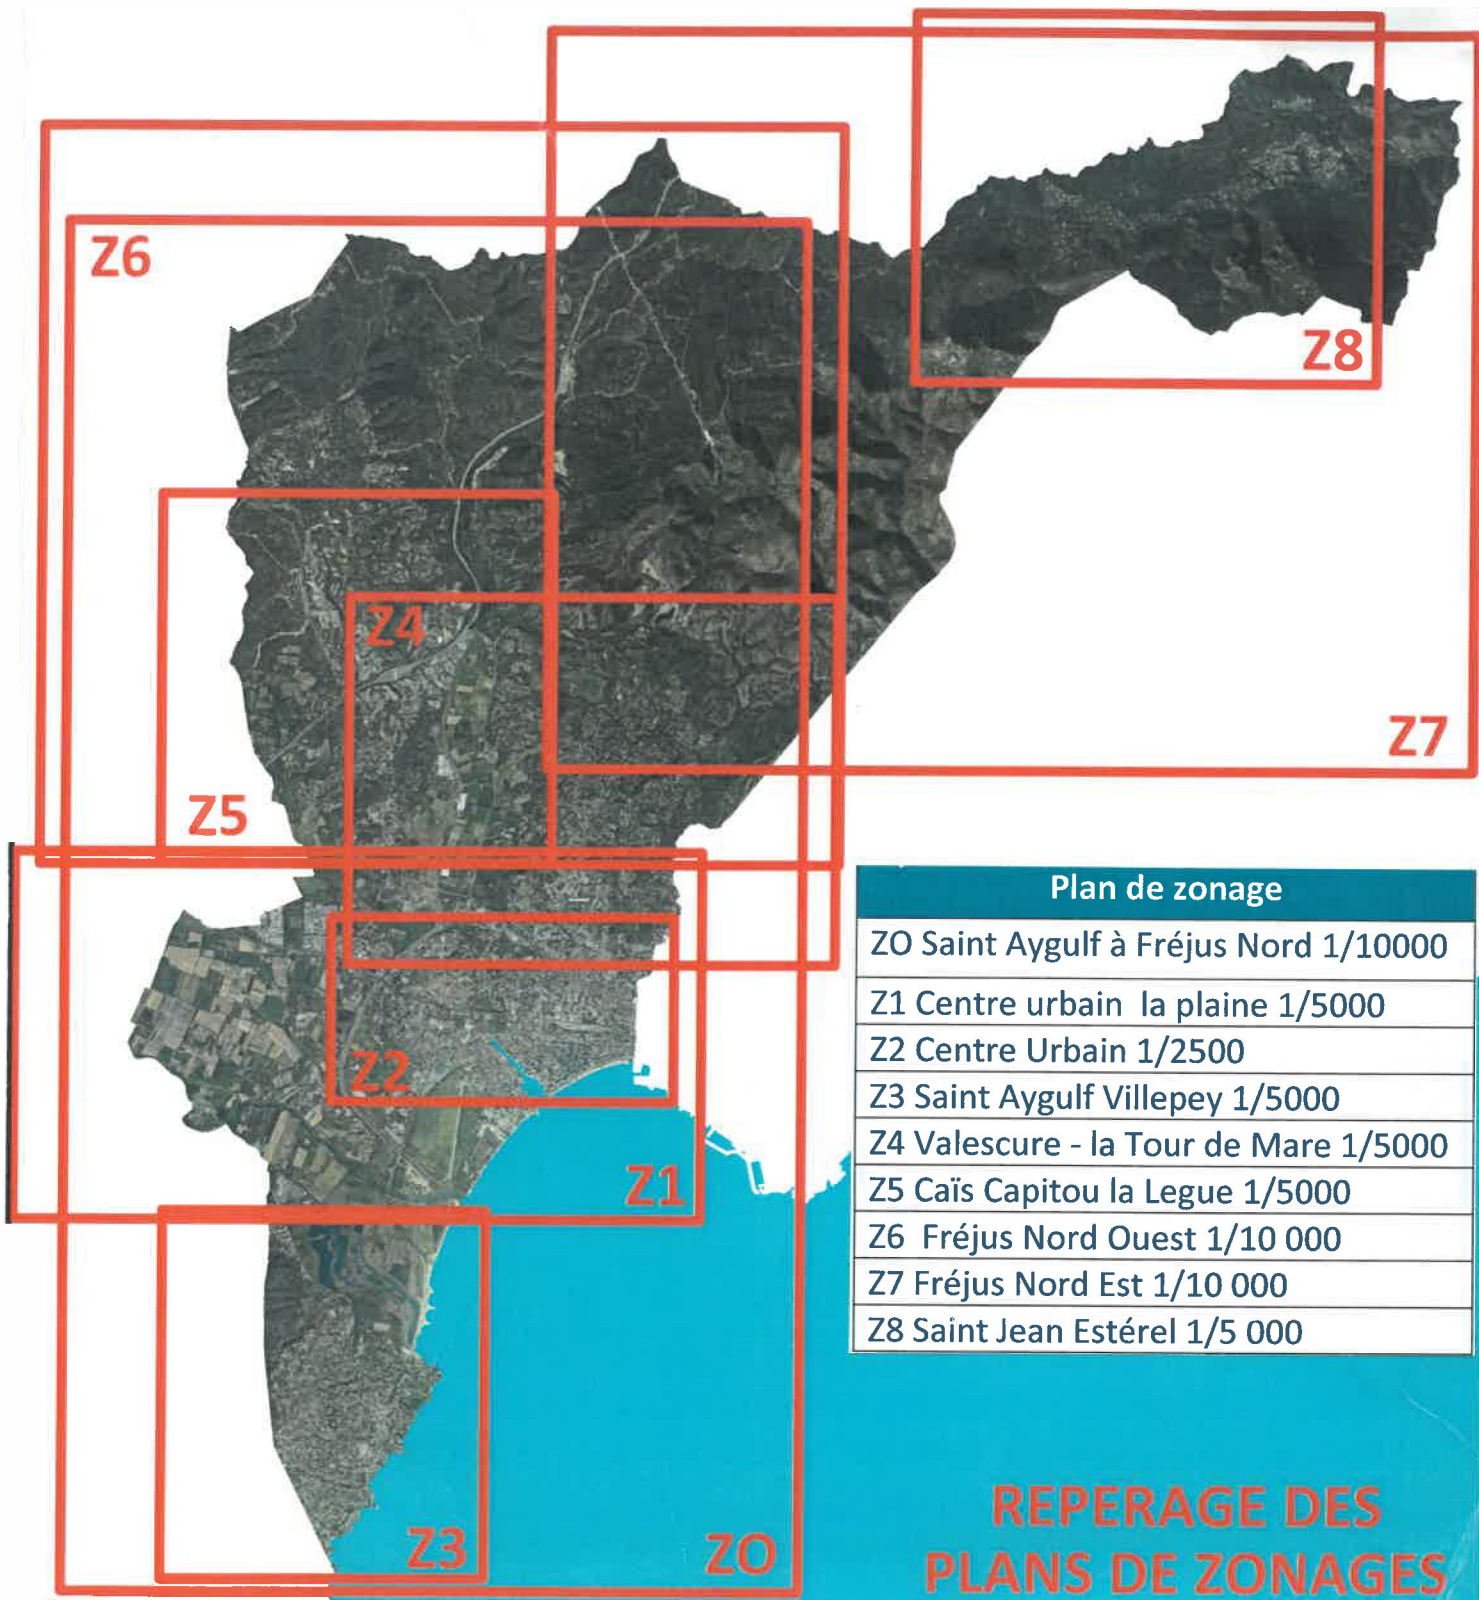 Z6
Z8
Z4
Z7
Z5
Plan de zonage
ZO Saint Aygulf à Fréjus Nord 1/10000
Z1 Centre urbain la plaine 1/5000
Z2 Centre Urbain 1/2500
Z3 Saint Aygulf Villepey 1/5000
Z4 Valescure - la Tour de Mare 1/5000
Z5 Caïs Capitou la Legue 1/5000
Z6 Fréjus Nord Ouest 1/10 000
Z7 Fréjus Nord Est 1/10 000
Z8 Saint Jean Estérel 1/5 000
Z2
Z1
Z3
ZO
REPERAGE DES
PLANS DE ZONAGES